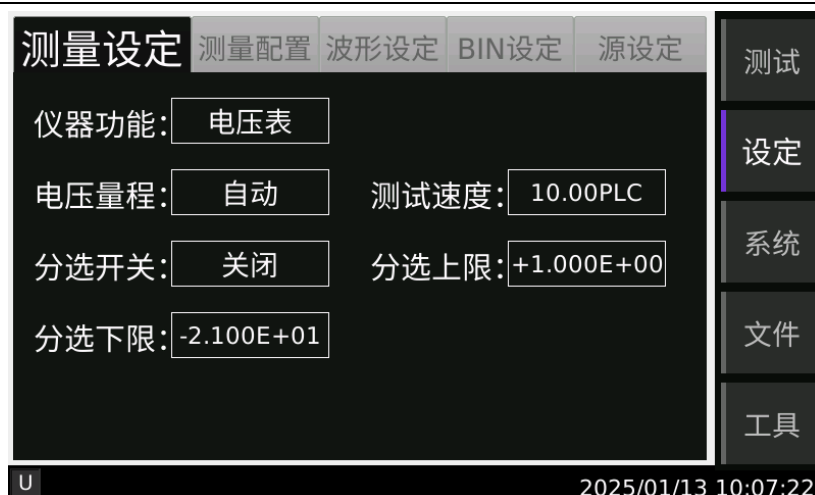 测量设定 测量配置 波形设定 BIN设定 源设定
仪器功能: 电压表
电压量程: 自动 测试速度: 10.00PLC
分选开关: 关闭 分选上限: +1.000E+00
分选下限: -2.100E+01
测试
设定
系统
文件
工具
U 2025/01/13 10:07:22